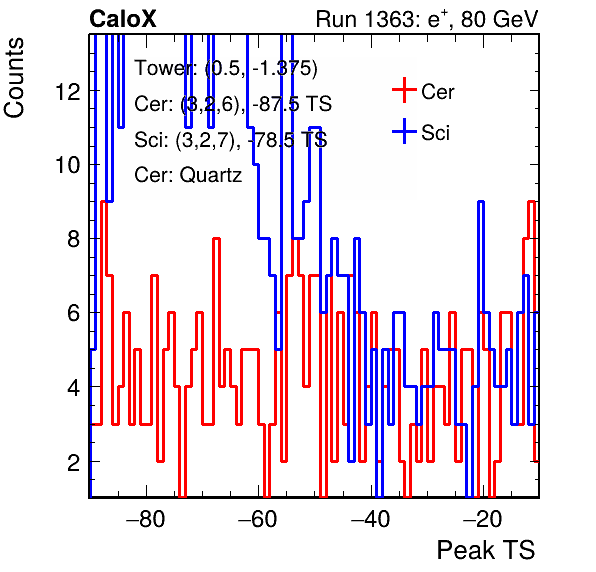 CaloX
Run 1363: e+, 80 GeV
Counts
Tower: (0.5, -1.375)
Cer: (3,2,6), -87.5 TS
Sci: (3,2,7), -78.5 TS
Cer: Quartz
Cer
Sci
12
10
8
6
4
2
−80
−60
−40
−20
Peak TS